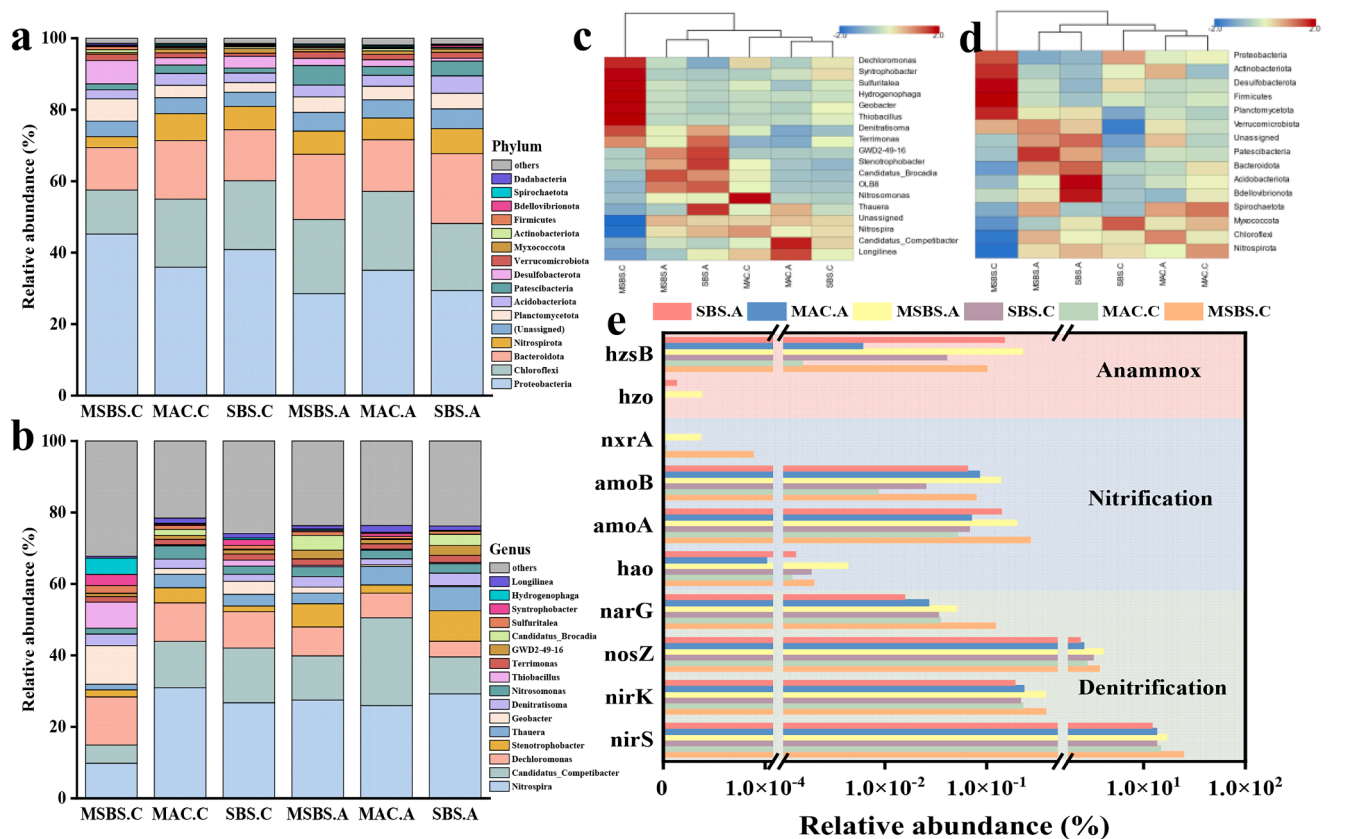 a
100
80
60
40
20
0
Relative abundance (%)
MSBS.C MAC.C SBS.C MSBS.A MAC.A SBS.A
Phylum
others
Dadabacteria
Spirochaetota
Bdellovibrionota
Firmicutes
Actinobacteriota
Myxococcota
Verrucomicrobiota
Desulfobacterota
Patescibacteria
Acidobacteriota
Planctomycetota
(Unassigned)
Nitrospirota
Bacteroidota
Chloroflexi
Proteobacteria
b
100
80
60
40
20
0
Relative abundance (%)
MSBS.C MAC.C SBS.C MSBS.A MAC.A SBS.A
Genus
others
Longilinea
Hydrogenophaga
Syntrophobacter
Sulfuritalea
Candidatus_Brocadia
GWD2-49-16
Terrimonas
Thiobacillus
Nitrosomonas
Denitratisoma
Geobacter
Thauera
Stenotrophobacter
Dechloromonas
Candidatus_Competibacter
Nitrospira
c
-2.0 2.0
Dechloromonas
Syntrophobacter
Sulfuritalea
Hydrogenophaga
Geobacter
Thiobacillus
Denitratisoma
Terrimonas
GWD2-49-16
Stenotrophobacter
Candidatus_Brocadia
OLB8
Nitrosomonas
Thauera
Unassigned
Nitrospira
Candidatus_Competibacter
Longilinea
MSBS.C MSBS.A SBS.A MAC.C MAC.A SBS.C
d
-2.0 2.0
Proteobacteria
Actinobacteriota
Desulfobacterota
Firmicutes
Planctomycetota
Verrucomicrobiota
Unassigned
Patescibacteria
Bacteroidota
Acidobacteriota
Bdellovibrionota
Spirochaetota
Myxococcota
Chloroflexi
Nitrospirota
MSBS.C MSBS.A SBS.A SBS.C MAC.A MAC.C
e
SBS.A MAC.A MSBS.A SBS.C MAC.C MSBS.C
hzsB
hzo
nxrA
amoB
amoA
hao
narG
nosZ
nirK
nirS
Anammox
Nitrification
Denitrification
0 1.0×10⁻⁴ 1.0×10⁻² 1.0×10⁻¹ 1.0×10¹ 1.0×10²
Relative abundance (%)